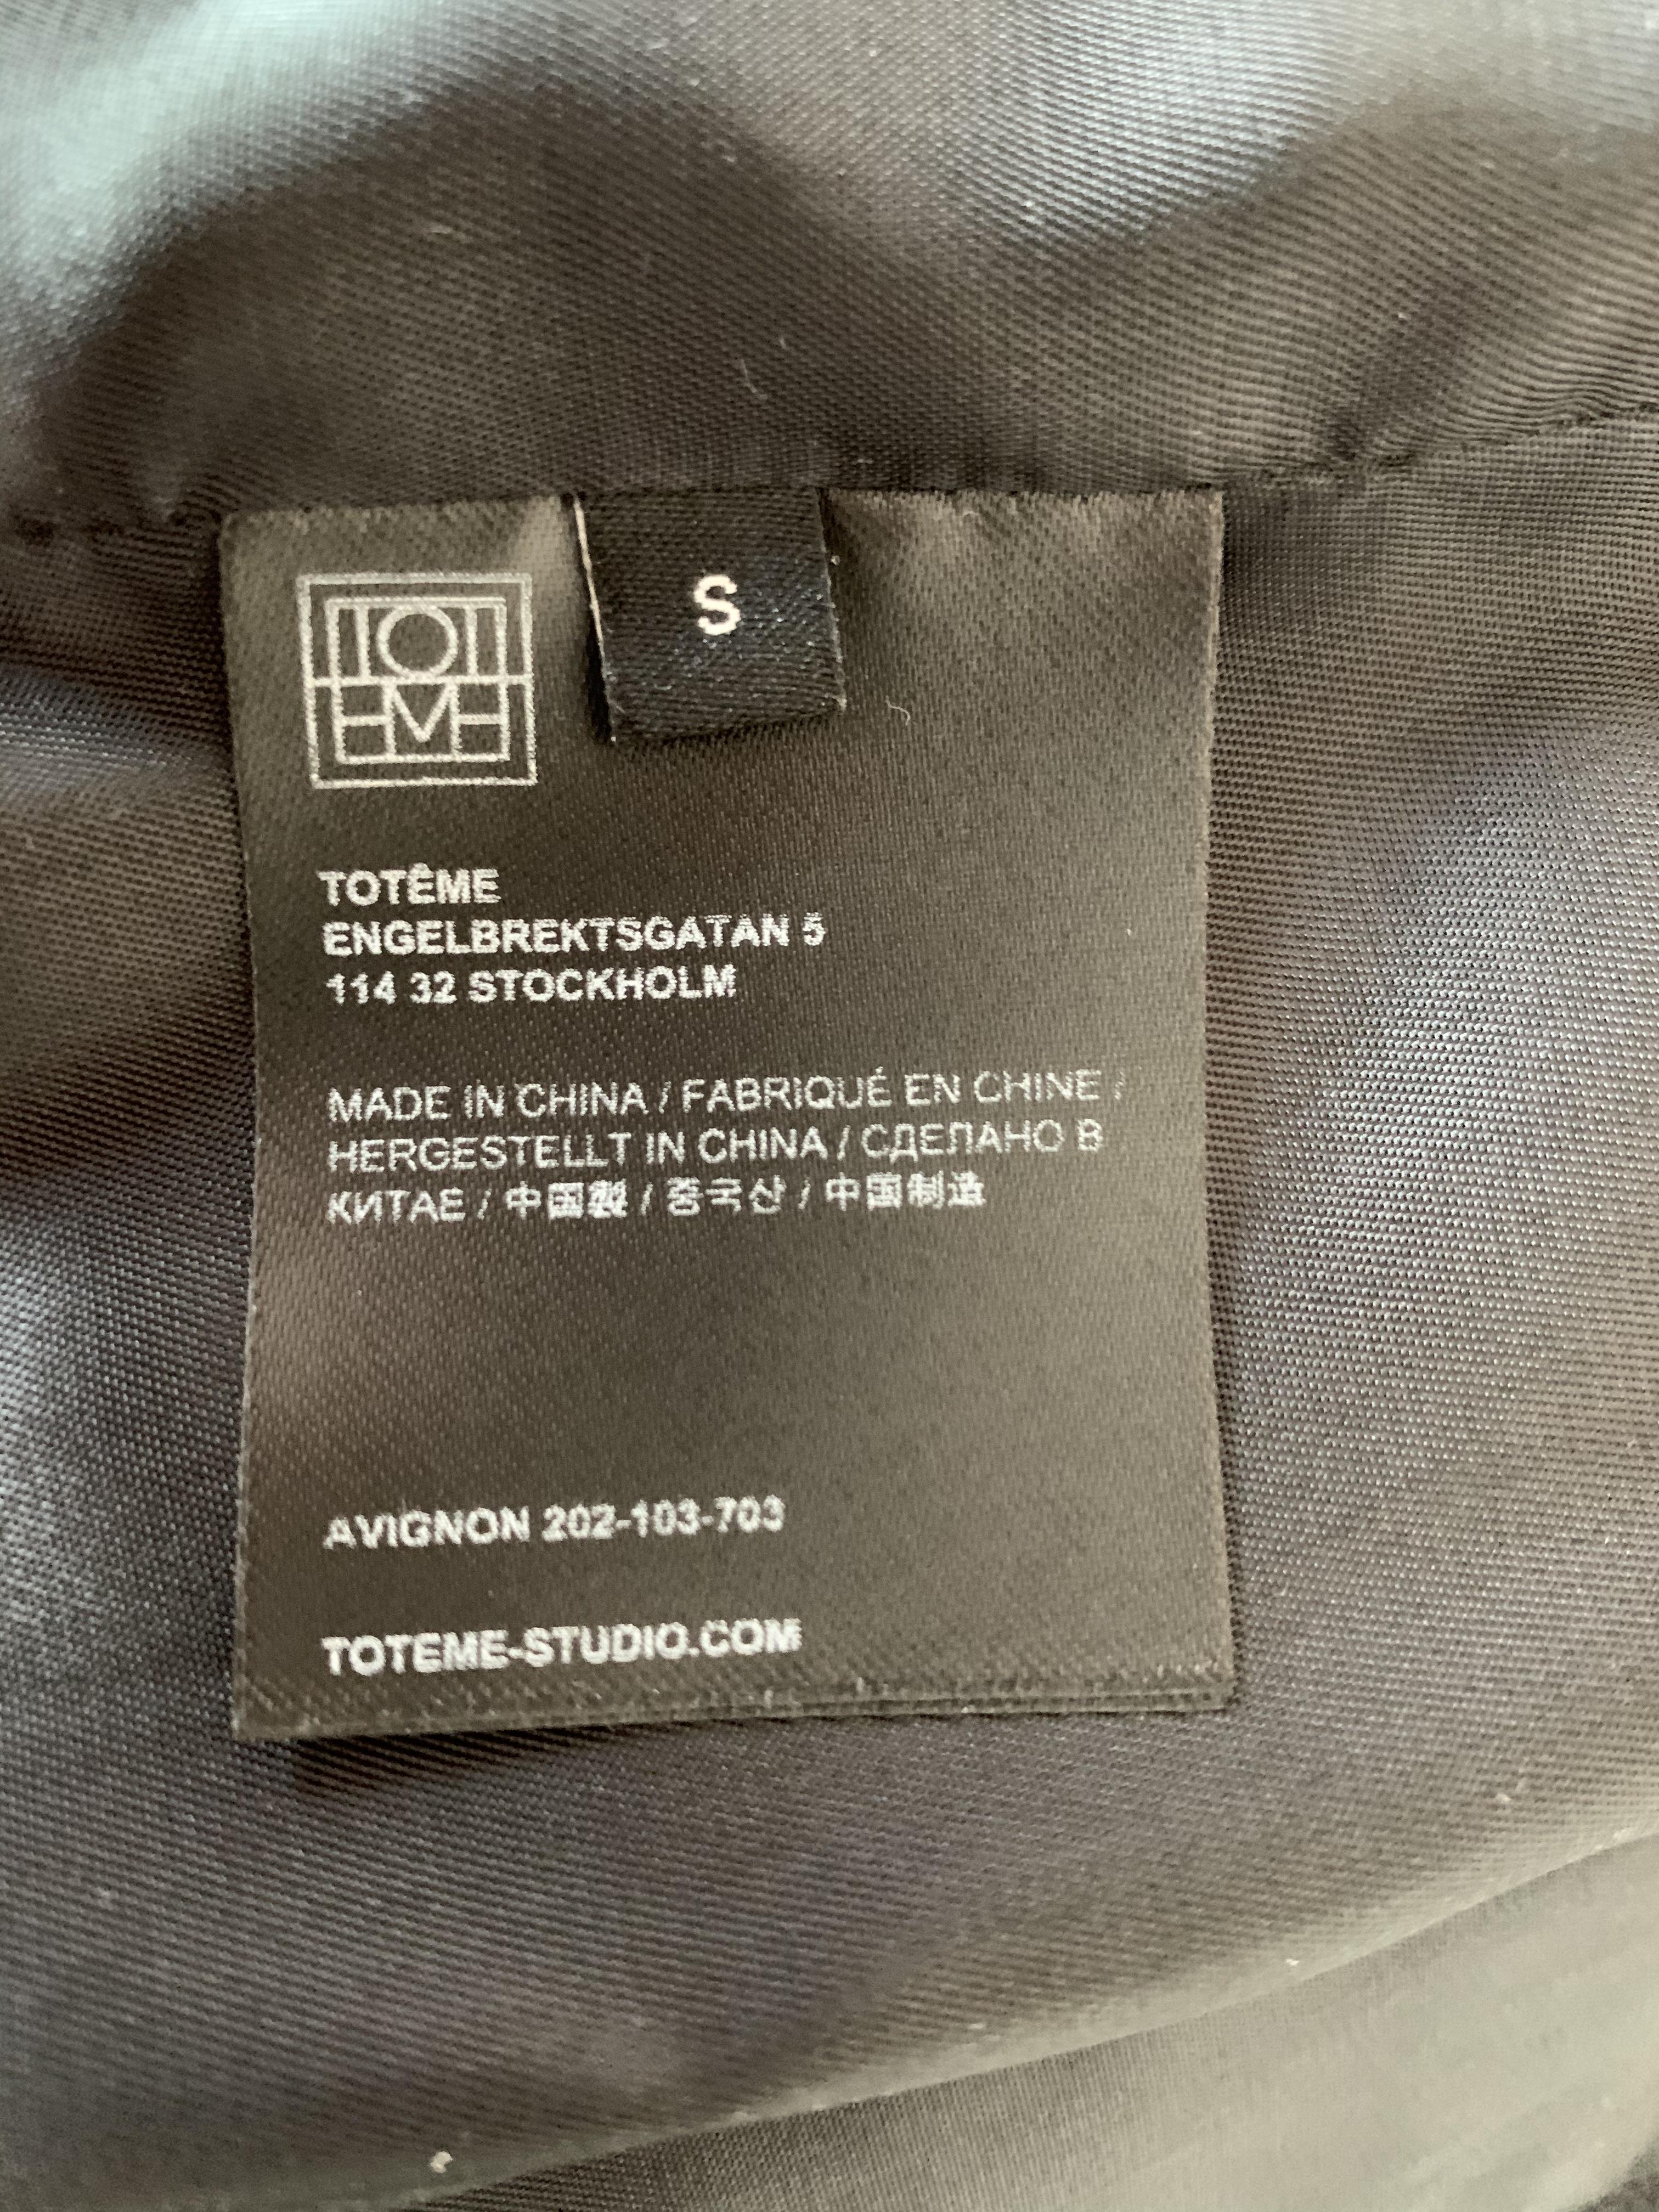 S
TOTÊME
ENGELBREKTSGATAN 5
114 32 STOCKHOLM
MADE IN CHINA / FABRIQUÉ EN CHINE /
HERGESTELLT IN CHINA / СДЕЛАНО В
КИТАЕ / 中国製 / 중국산 / 中国制造
AVIGNON 202-103-703
TOTEME-STUDIO.COM